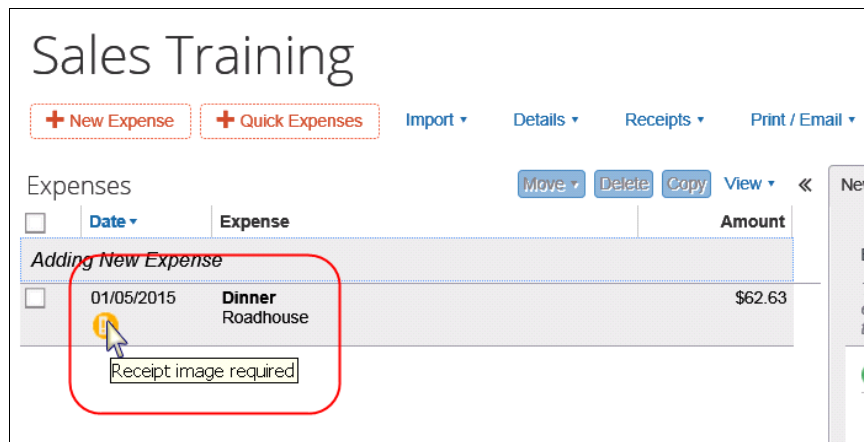 Sales Training
New Expense Quick Expenses Import Details Receipts Print / Email
Expenses Move Delete Copy View
Date Expense Amount
Adding New Expense
01/05/2015 Dinner $62.63
Roadhouse
Receipt image required